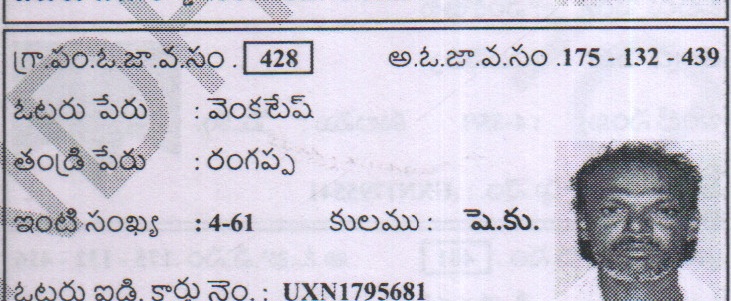 గ్రా.పం.ఓ.జా.వ.సం . 428 అ.ఓ.జా.వ.సం .175 - 132 - 439
ఓటరు పేరు : వెంకటేష్
తండ్రి పేరు : రంగప్ప
ఇంటి సంఖ్య : 4-61 కులము : షె.కు.
ఓటరు ఐడి. కార్డు నెం. : UXN1795681